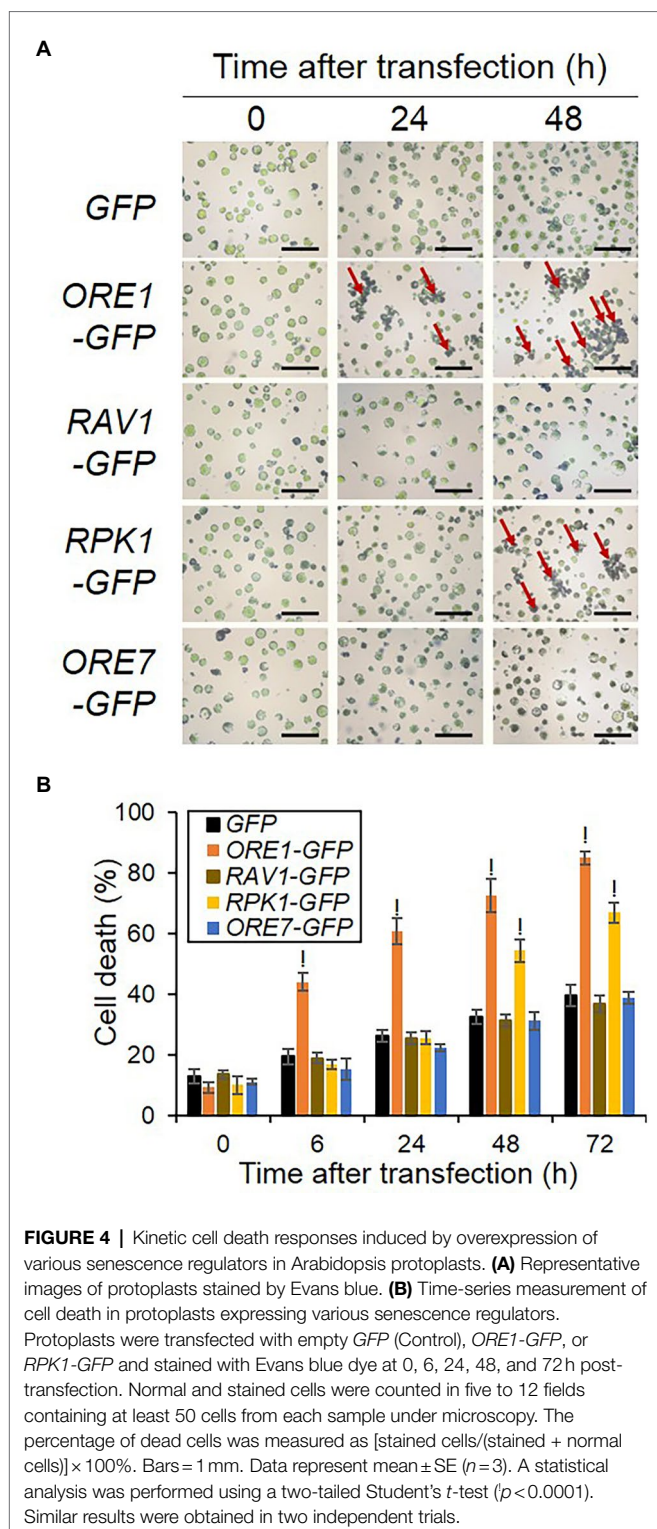 A
Time after transfection (h)
0 24 48
GFP
ORE1
-GFP
RAV1
-GFP
RPK1
-GFP
ORE7
-GFP
B
100
80
60
40
20
0
Cell death (%)
GFP
ORE1-GFP
RAV1-GFP
RPK1-GFP
ORE7-GFP
! ! ! ! ! !
0 6 24 48 72
Time after transfection (h)
FIGURE 4 | Kinetic cell death responses induced by overexpression of
various senescence regulators in Arabidopsis protoplasts. (A) Representative
images of protoplasts stained by Evans blue. (B) Time-series measurement of
cell death in protoplasts expressing various senescence regulators.
Protoplasts were transfected with empty GFP (Control), ORE1-GFP, or
RPK1-GFP and stained with Evans blue dye at 0, 6, 24, 48, and 72 h post-
transfection. Normal and stained cells were counted in five to 12 fields
containing at least 50 cells from each sample under microscopy. The
percentage of dead cells was measured as [stained cells/(stained + normal
cells)] × 100%. Bars = 1 mm. Data represent mean ± SE (n = 3). A statistical
analysis was performed using a two-tailed Student's t-test (!p < 0.0001).
Similar results were obtained in two independent trials.